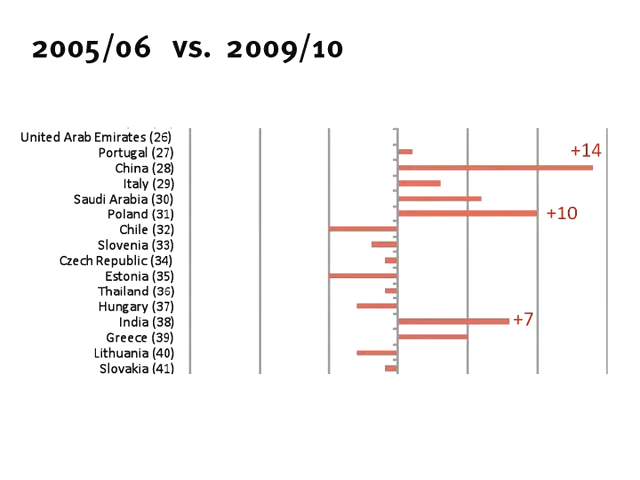 2005/06 vs. 2009/10
United Arab Emirates (26)
Portugal (27)
+14
China (28)
Italy (29)
Saudi Arabia (30)
Poland (31)
+10
Chile (32)
Slovenia (33)
Czech Republic (34)
Estonia (35)
Thailand (36)
Hungary (37)
India (38)
+7
Greece (39)
Lithuania (40)
Slovakia (41)